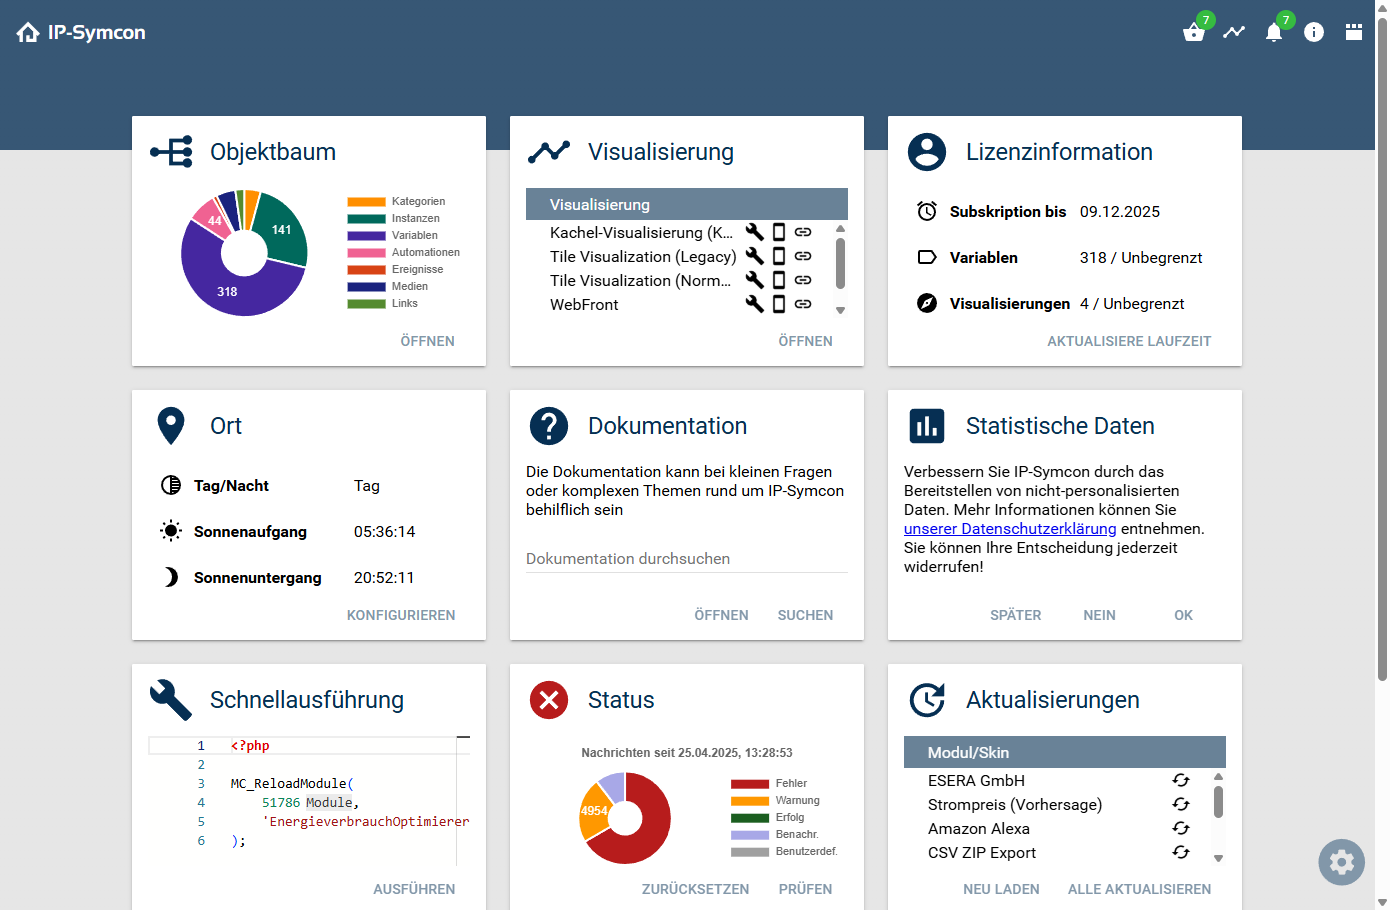 IP-Symcon
7
7
Objektbaum
141
44
318
Kategorien
Instanzen
Variablen
Automationen
Ereignisse
Medien
Links
ÖFFNEN
Visualisierung
Visualisierung
Kachel-Visualisierung (K...
Tile Visualization (Legacy)
Tile Visualization (Norm...
WebFront
ÖFFNEN
Lizenzinformation
Subskription bis 09.12.2025
Variablen 318 / Unbegrenzt
Visualisierungen 4 / Unbegrenzt
AKTUALISIERE LAUFZEIT
Ort
Tag/Nacht Tag
Sonnenaufgang 05:36:14
Sonnenuntergang 20:52:11
KONFIGURIEREN
Dokumentation
Die Dokumentation kann bei kleinen Fragen
oder komplexen Themen rund um IP-Symcon
behilflich sein
Dokumentation durchsuchen
ÖFFNEN SUCHEN
Statistische Daten
Verbessern Sie IP-Symcon durch das
Bereitstellen von nicht-personalisierten
Daten. Mehr Informationen können Sie
unserer Datenschutzerklärung entnehmen.
Sie können Ihre Entscheidung jederzeit
widerrufen!
SPÄTER NEIN OK
Schnellausführung
1 <?php
2
3 MC_ReloadModule(
4 51786 Module,
5 'EnergieverbrauchOptimierer
6 );
AUSFÜHREN
Status
Nachrichten seit 25.04.2025, 13:28:53
4954
Fehler
Warnung
Erfolg
Benachr.
Benutzerdef.
ZURÜCKSETZEN PRÜFEN
Aktualisierungen
Modul/Skin
ESERA GmbH
Strompreis (Vorhersage)
Amazon Alexa
CSV ZIP Export
NEU LADEN ALLE AKTUALISIEREN